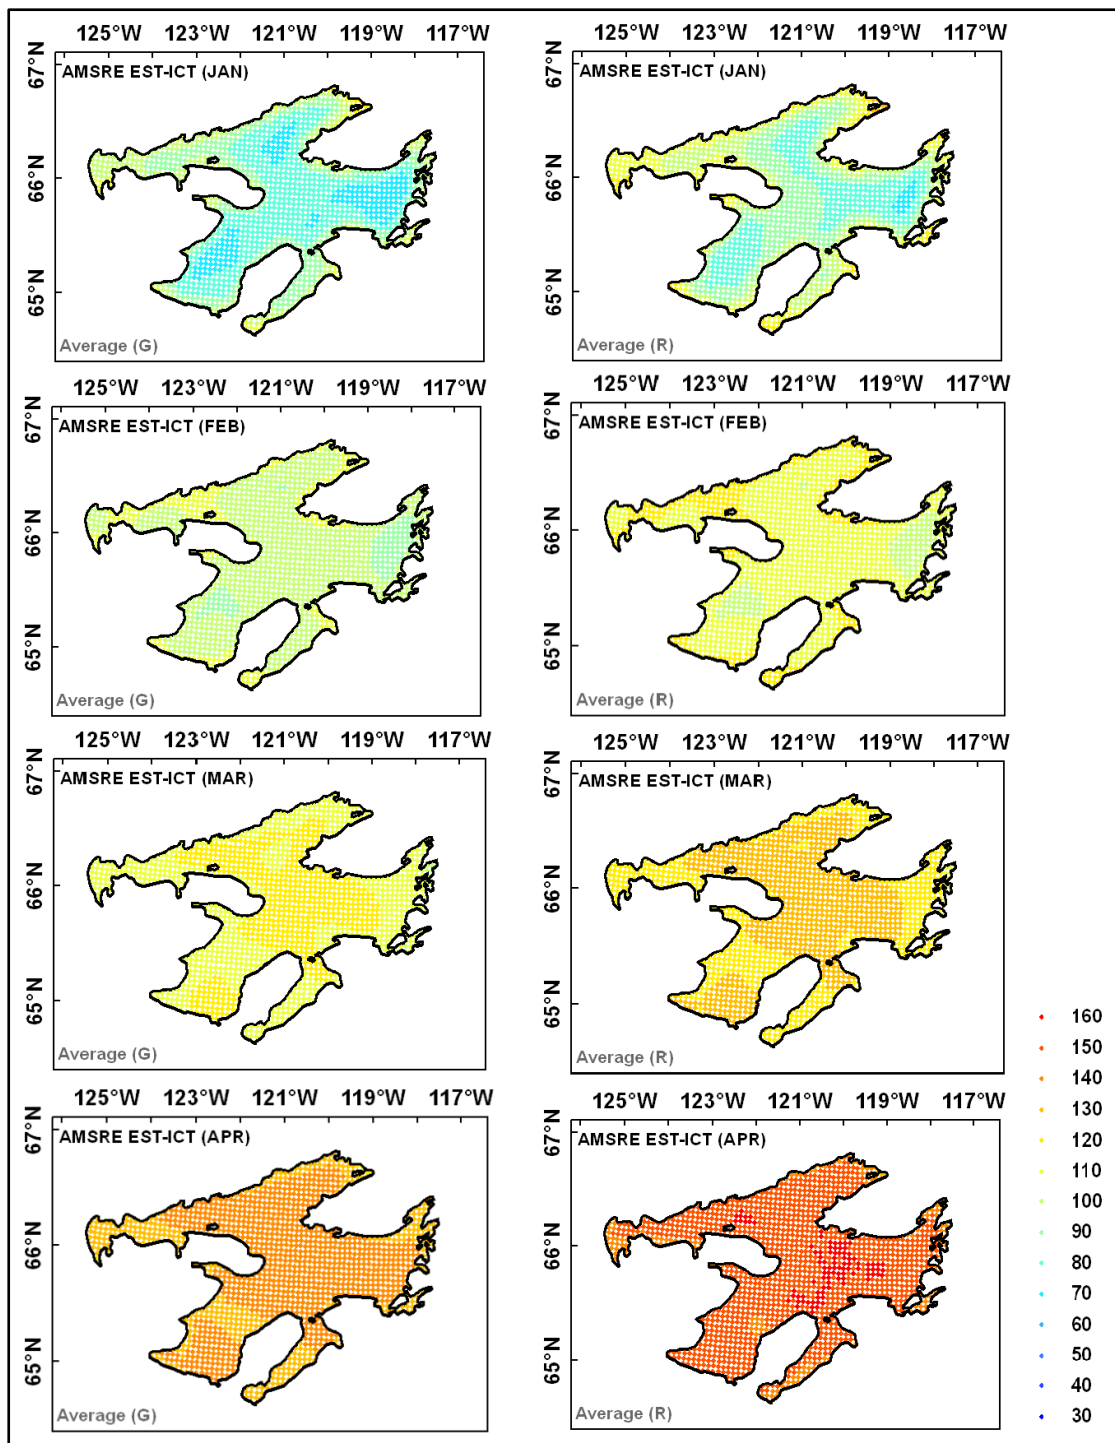 125°W 123°W 121°W 119°W 117°W
67°N
66°N
65°N
AMSRE EST-ICT (JAN)
Average (G)
125°W 123°W 121°W 119°W 117°W
67°N
66°N
65°N
AMSRE EST-ICT (JAN)
Average (R)
125°W 123°W 121°W 119°W 117°W
67°N
66°N
65°N
AMSRE EST-ICT (FEB)
Average (G)
125°W 123°W 121°W 119°W 117°W
67°N
66°N
65°N
AMSRE EST-ICT (FEB)
Average (R)
125°W 123°W 121°W 119°W 117°W
67°N
66°N
65°N
AMSRE EST-ICT (MAR)
Average (G)
125°W 123°W 121°W 119°W 117°W
67°N
66°N
65°N
AMSRE EST-ICT (MAR)
Average (R)
125°W 123°W 121°W 119°W 117°W
67°N
66°N
65°N
AMSRE EST-ICT (APR)
Average (G)
125°W 123°W 121°W 119°W 117°W
67°N
66°N
65°N
AMSRE EST-ICT (APR)
Average (R)
160
150
140
130
120
110
100
90
80
70
60
50
40
30